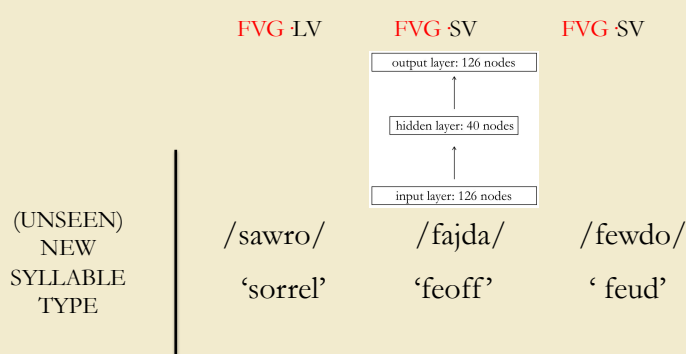 FVG ·LV FVG ·SV FVG ·SV
output layer: 126 nodes
hidden layer: 40 nodes
input layer: 126 nodes
(UNSEEN)
NEW
SYLLABLE
TYPE
/sawro/ /fajda/ /fewdo/
‘sorrel’ ‘feoff’ ‘ feud’